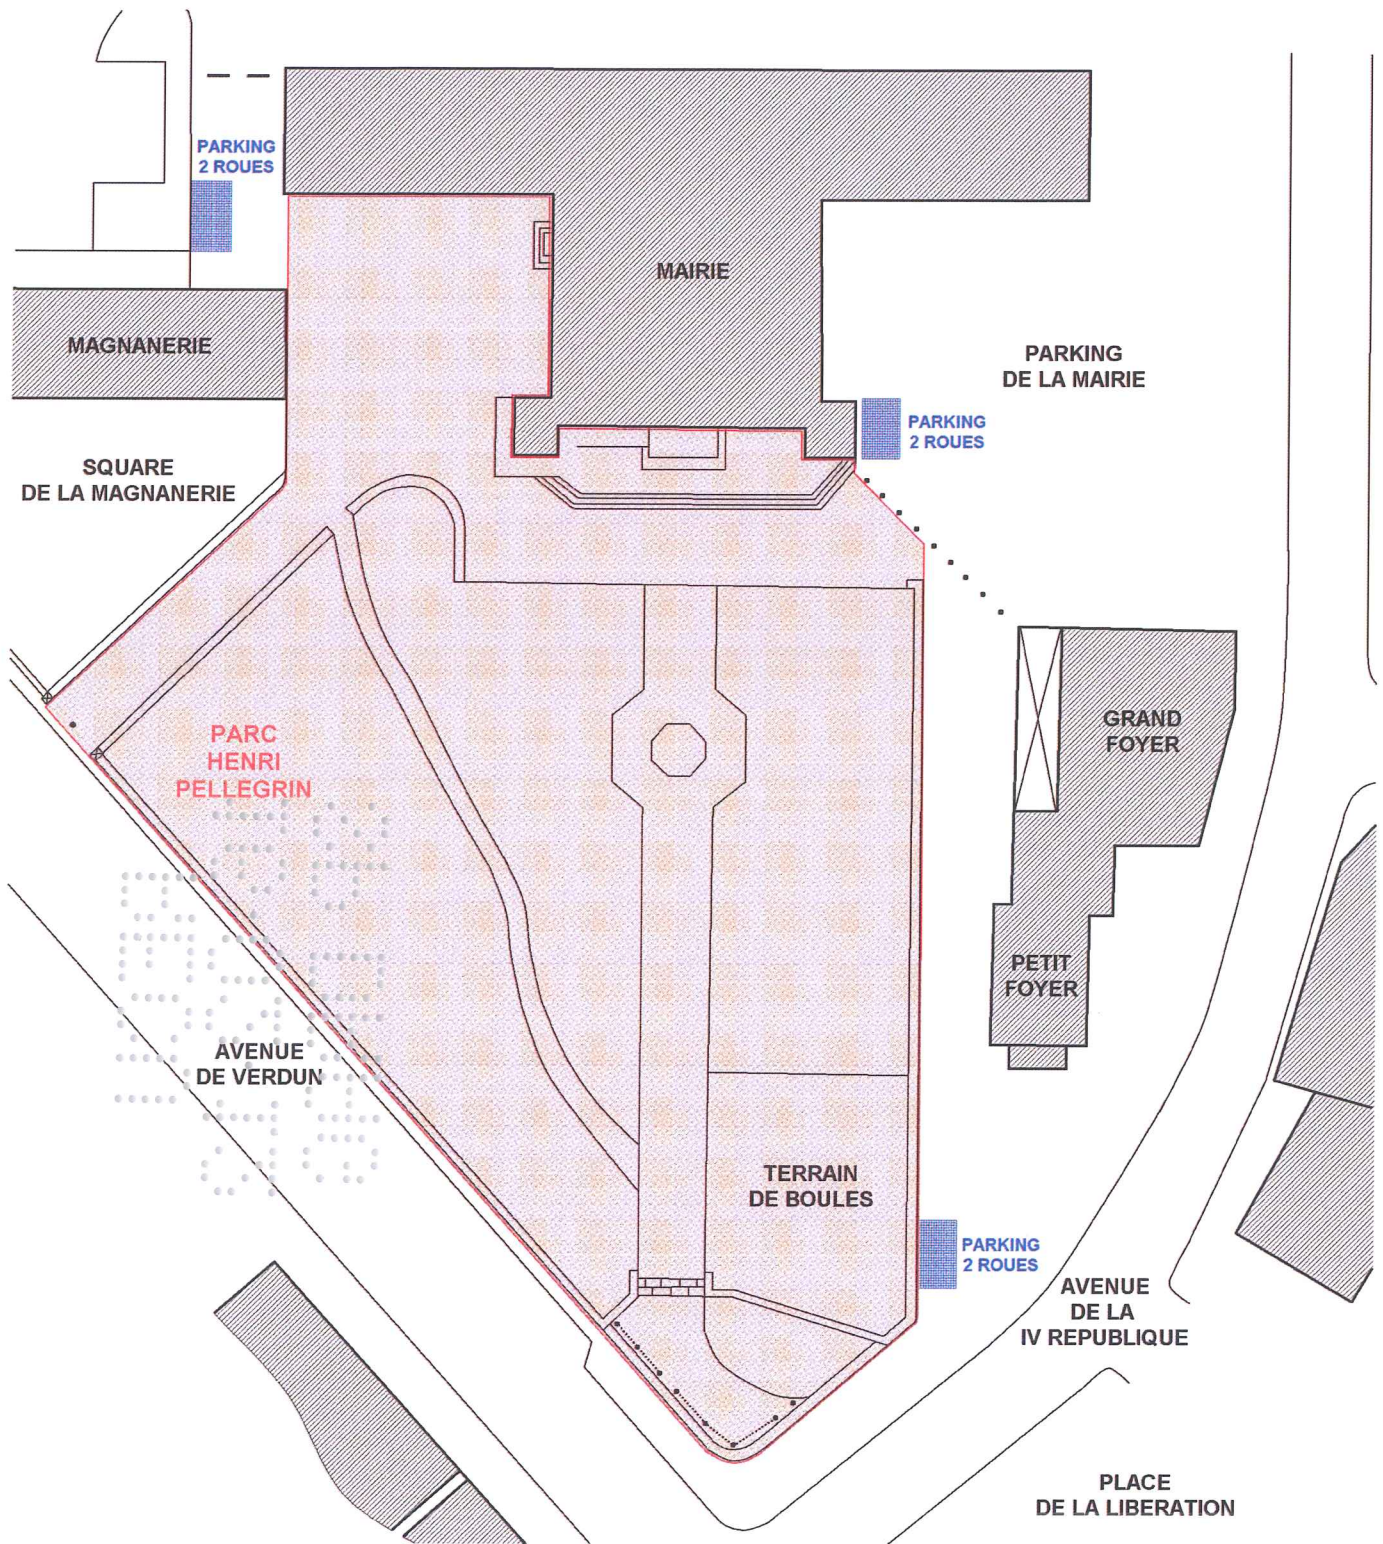 PARKING
2 ROUES
MAIRIE
MAGNANERIE
PARKING
DE LA MAIRIE
PARKING
2 ROUES
SQUARE
DE LA MAGNANERIE
GRAND
FOYER
PARC
HENRI
PELLEGRIN
PETIT
FOYER
AVENUE
DE VERDUN
TERRAIN
DE BOULES
PARKING
2 ROUES
AVENUE
DE LA
IV REPUBLIQUE
PLACE
DE LA LIBERATION